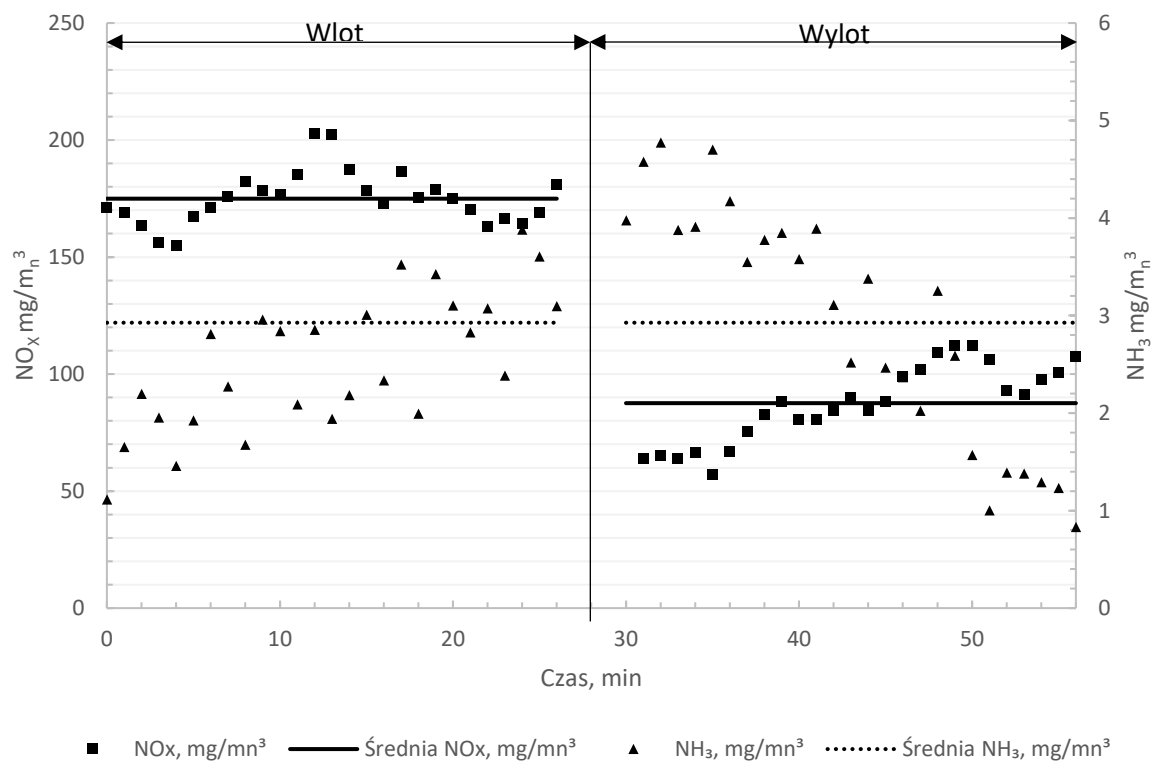 Wlot Wylot
250
200
150
100
50
0
NOX mg/mn3
6
5
4
3
2
1
0
NH3 mg/mn3
0 10 20 30 40 50
Czas, min
NOx, mg/mn³ Średnia NOx, mg/mn³ NH₃, mg/mn³ Średnia NH₃, mg/mn³